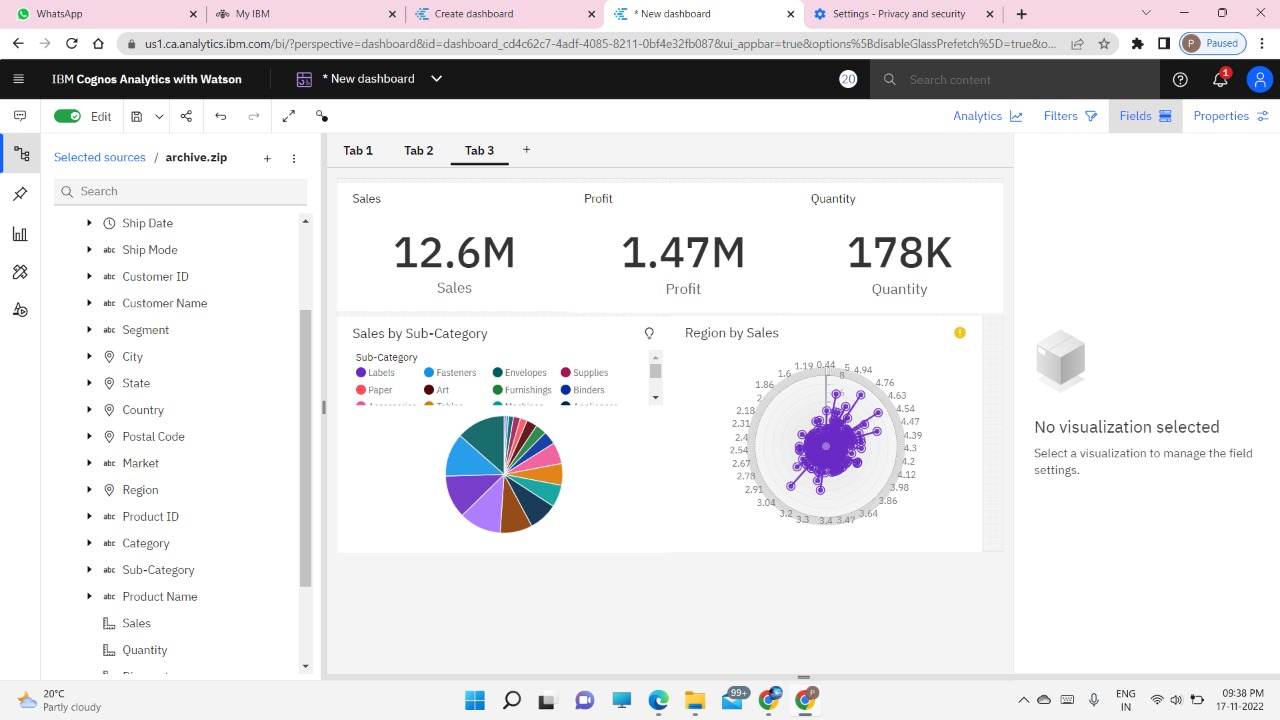 WhatsApp
My IBM
Create dashboard
* New dashboard
Settings - Privacy and security
us1.ca.analytics.ibm.com/bi/?perspective=dashboard&id=dashboard_cd4c62c7-4adf-4085-8211-0bf4e32fb087&ui_appbar=true&options%5BdisableGlassPrefetch%5D=true&o...
P Paused
IBM Cognos Analytics with Watson
* New dashboard
20
Search content
1
Edit
Analytics
Filters
Fields
Properties
Selected sources / archive.zip
Search
Ship Date
abc Ship Mode
abc Customer ID
abc Customer Name
abc Segment
City
State
Country
Postal Code
abc Market
Region
abc Product ID
abc Category
abc Sub-Category
abc Product Name
Sales
Quantity
Tab 1
Tab 2
Tab 3
Sales
Profit
Quantity
12.6M
1.47M
178K
Sales
Profit
Quantity
Sales by Sub-Category
Sub-Category
Labels
Fasteners
Envelopes
Supplies
Paper
Art
Furnishings
Binders
Region by Sales
1.19 0.44 5 4.94
1.6
4.76
1.86
4.63
4.54
2.18
4.47
2.31
4.39
2.4
4.3
2.54
4.2
2.67
4.12
2.78
3.98
2.91
3.86
3.04
3.64
3.2 3.3 3.4 3.47
8
No visualization selected
Select a visualization to manage the field
settings.
20°C
Partly cloudy
99+
P
ENG
IN
09:38 PM
17-11-2022